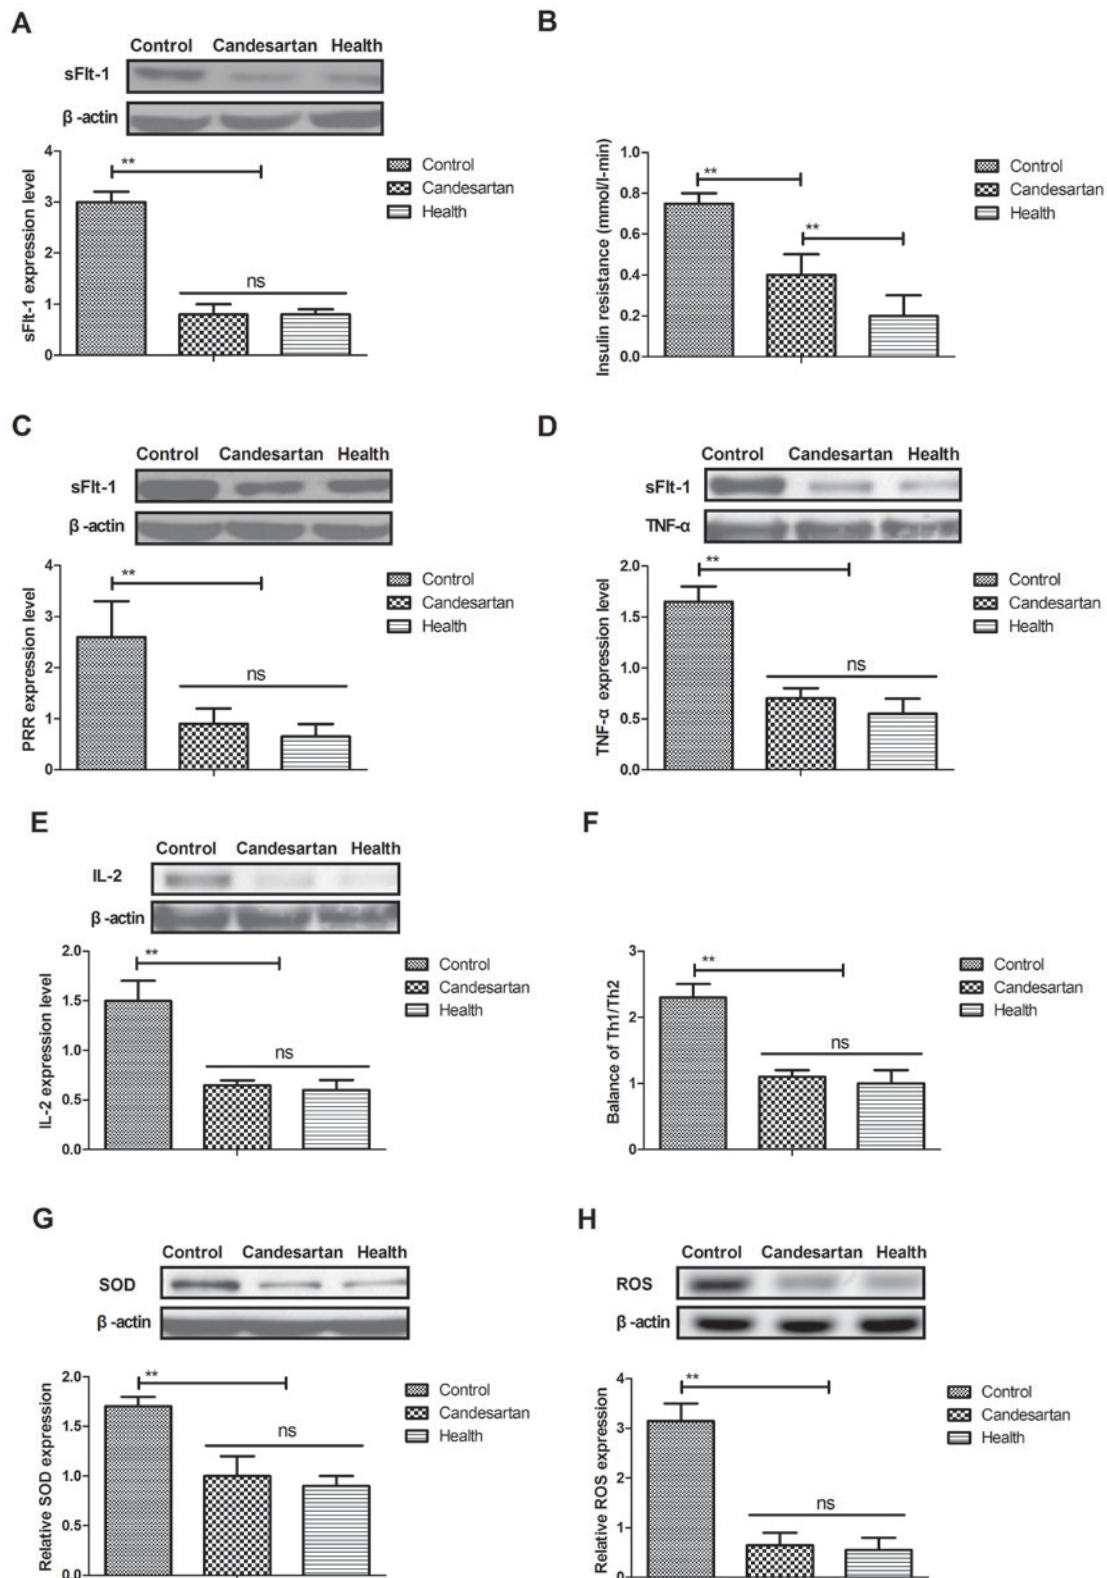 A
Control Candesartan Health
sFlt-1
β-actin
**
ns
sFlt-1 expression level
4
3
2
1
0
Control
Candesartan
Health
B
**
**
Insulin resistance (mmol/l-min)
1.0
0.8
0.6
0.4
0.2
0.0
Control
Candesartan
Health
C
Control Candesartan Health
sFlt-1
β-actin
**
ns
PRR expression level
4
3
2
1
0
Control
Candesartan
Health
D
Control Candesartan Health
sFlt-1
TNF-α
**
ns
TNF-α expression level
2.0
1.5
1.0
0.5
0.0
Control
Candesartan
Health
E
Control Candesartan Health
IL-2
β-actin
**
ns
IL-2 expression level
2.0
1.5
1.0
0.5
0.0
Control
Candesartan
Health
F
**
ns
Balance of Th1/Th2
3
2
1
0
Control
Candesartan
Health
G
Control Candesartan Health
SOD
β-actin
**
ns
Relative SOD expression
2.0
1.5
1.0
0.5
0.0
Control
Candesartan
Health
H
Control Candesartan Health
ROS
β-actin
**
ns
Relative ROS expression
4
3
2
1
0
Control
Candesartan
Health